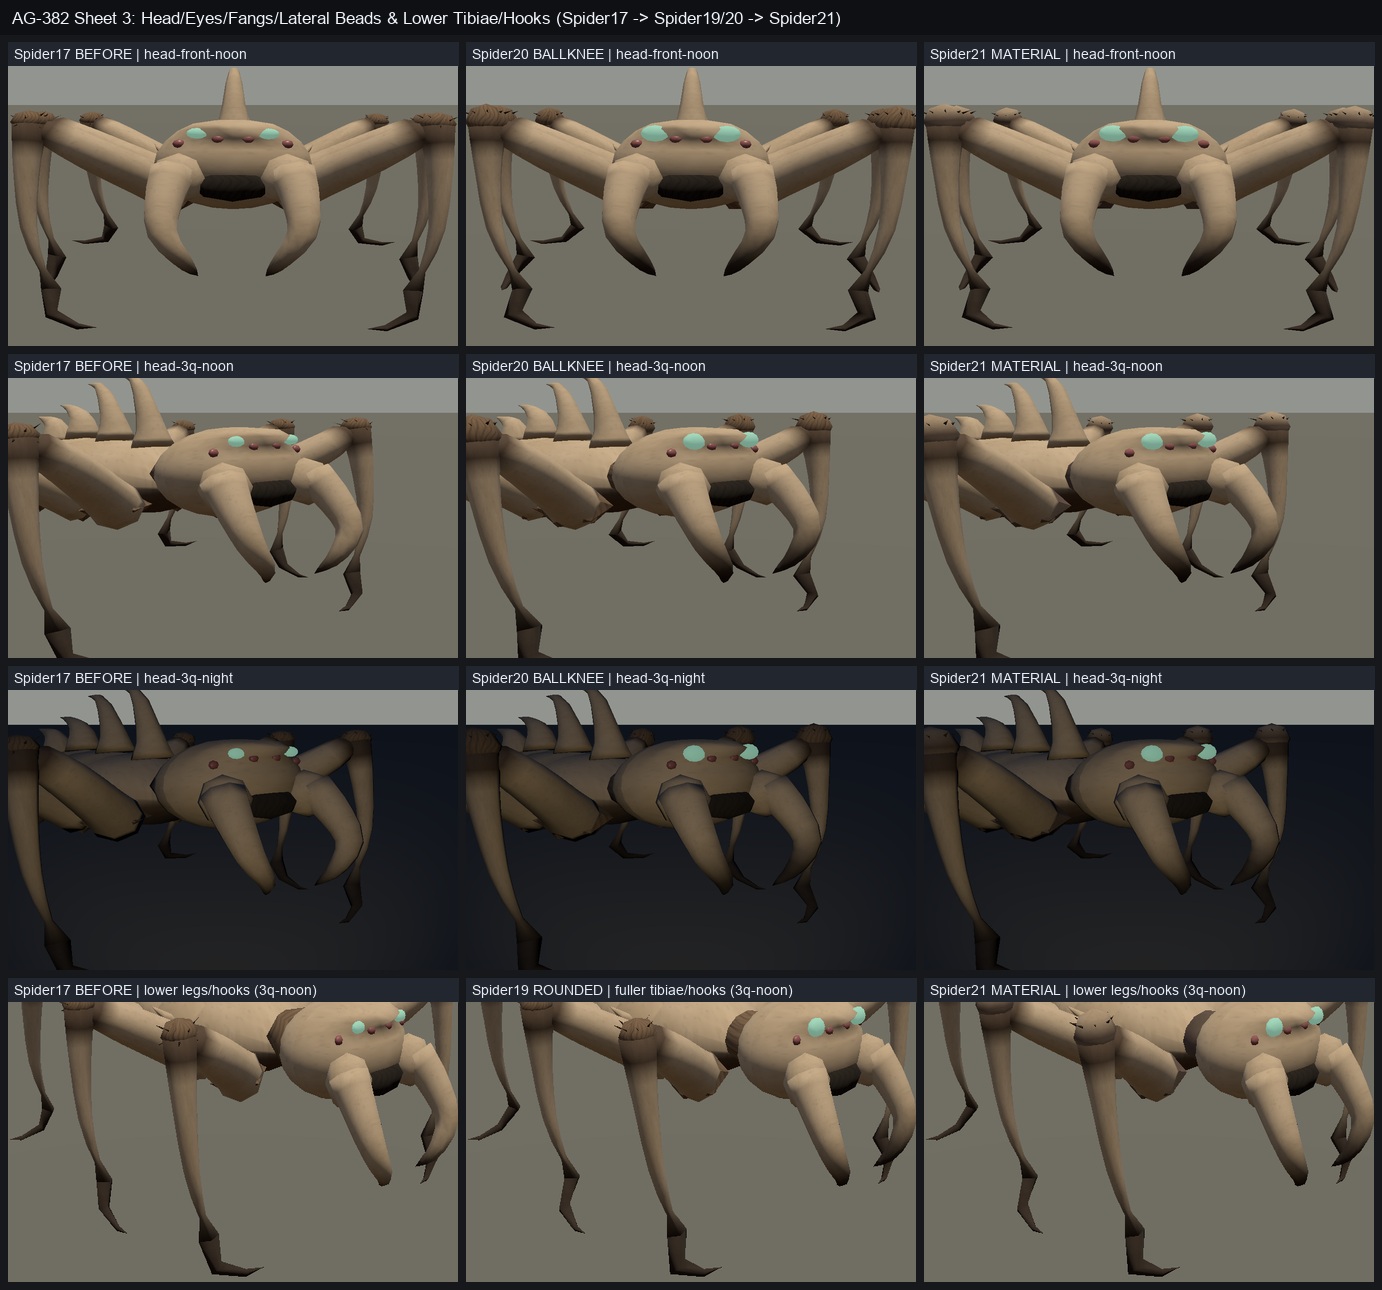 AG-382 Sheet 3: Head/Eyes/Fangs/Lateral Beads & Lower Tibiae/Hooks (Spider17 -> Spider19/20 -> Spider21)
Spider17 BEFORE | head-front-noon
Spider20 BALLKNEE | head-front-noon
Spider21 MATERIAL | head-front-noon
Spider17 BEFORE | head-3q-noon
Spider20 BALLKNEE | head-3q-noon
Spider21 MATERIAL | head-3q-noon
Spider17 BEFORE | head-3q-night
Spider20 BALLKNEE | head-3q-night
Spider21 MATERIAL | head-3q-night
Spider17 BEFORE | lower legs/hooks (3q-noon)
Spider19 ROUNDED | fuller tibiae/hooks (3q-noon)
Spider21 MATERIAL | lower legs/hooks (3q-noon)